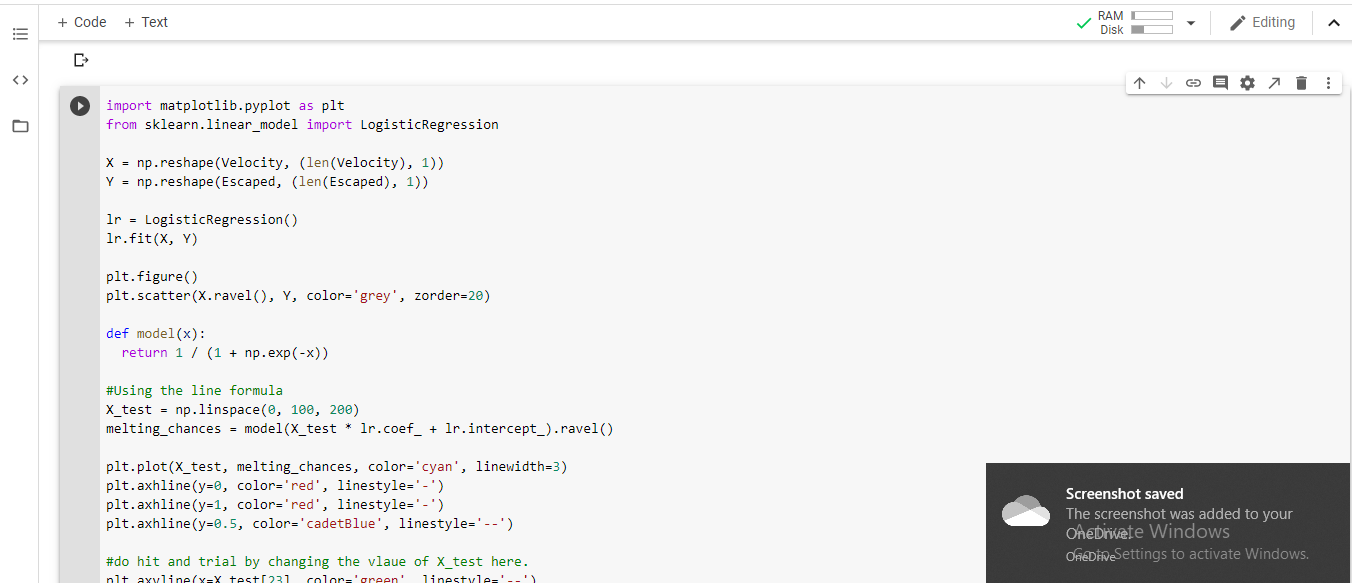 + Code + Text
RAM
Disk
Editing
import matplotlib.pyplot as plt
from sklearn.linear_model import LogisticRegression
X = np.reshape(Velocity, (len(Velocity), 1))
Y = np.reshape(Escaped, (len(Escaped), 1))
lr = LogisticRegression()
lr.fit(X, Y)
plt.figure()
plt.scatter(X.ravel(), Y, color='grey', zorder=20)
def model(x):
return 1 / (1 + np.exp(-x))
#Using the line formula
X_test = np.linspace(0, 100, 200)
melting_chances = model(X_test * lr.coef_ + lr.intercept_).ravel()
plt.plot(X_test, melting_chances, color='cyan', linewidth=3)
plt.axhline(y=0, color='red', linestyle='-')
plt.axhline(y=1, color='red', linestyle='-')
plt.axhline(y=0.5, color='cadetBlue', linestyle='--')
#do hit and trial by changing the vlaue of X_test here.
plt.axvline(x=X_test[23], color='green', linestyle='--')
Screenshot saved
The screenshot was added to your
OneDrive.
OneDrive
Activate Windows
Go to Settings to activate Windows.